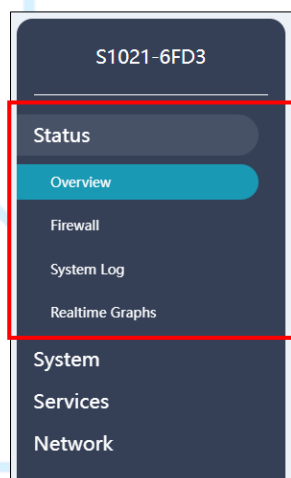 S1021-6FD3
Status
Overview
Firewall
System Log
Realtime Graphs
System
Services
Network